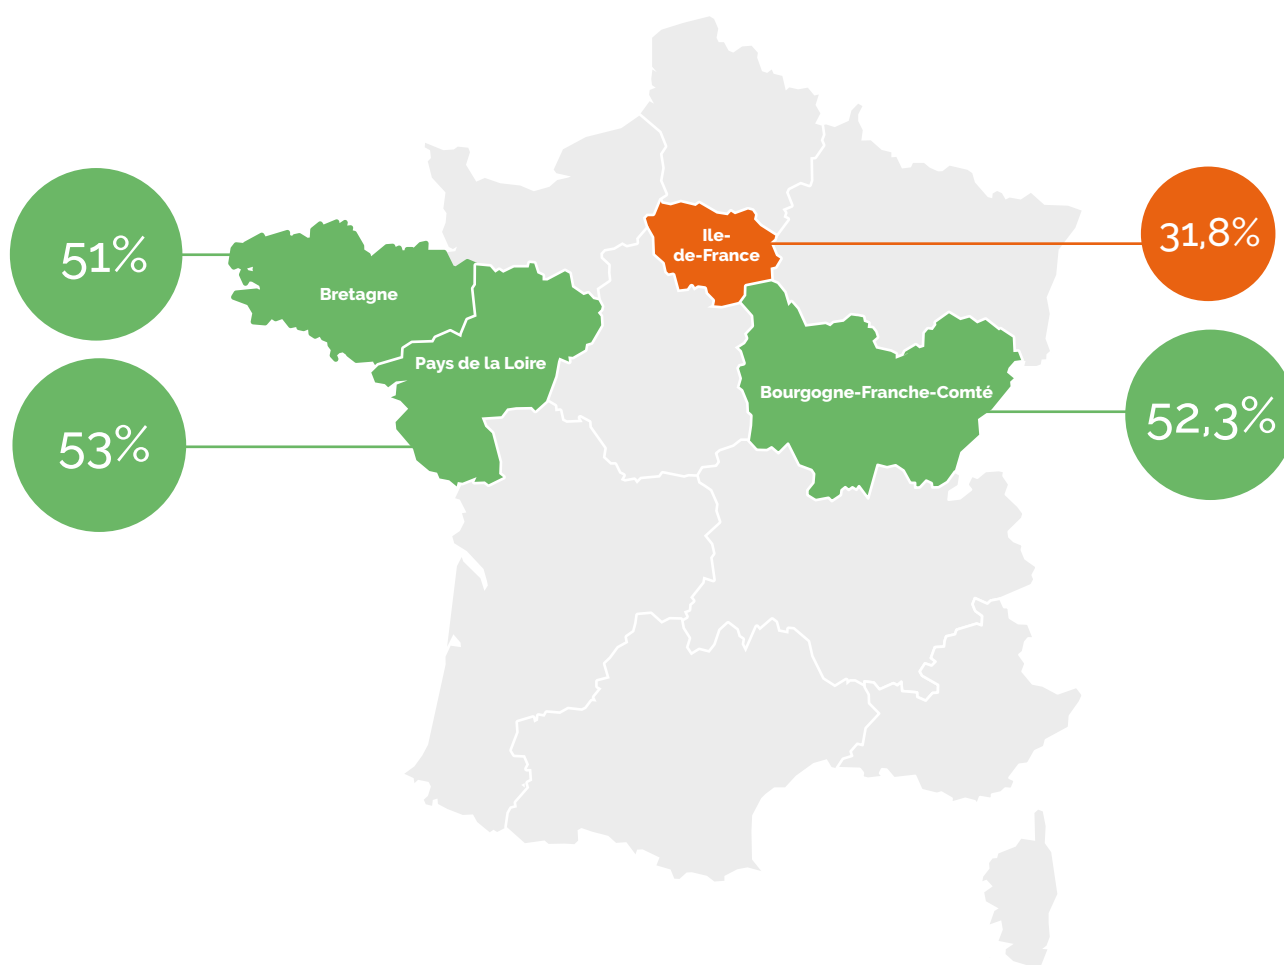 51%
53%
Bretagne
Pays de la Loire
Ile-
de-France
Bourgogne-Franche-Comté
31,8%
52,3%